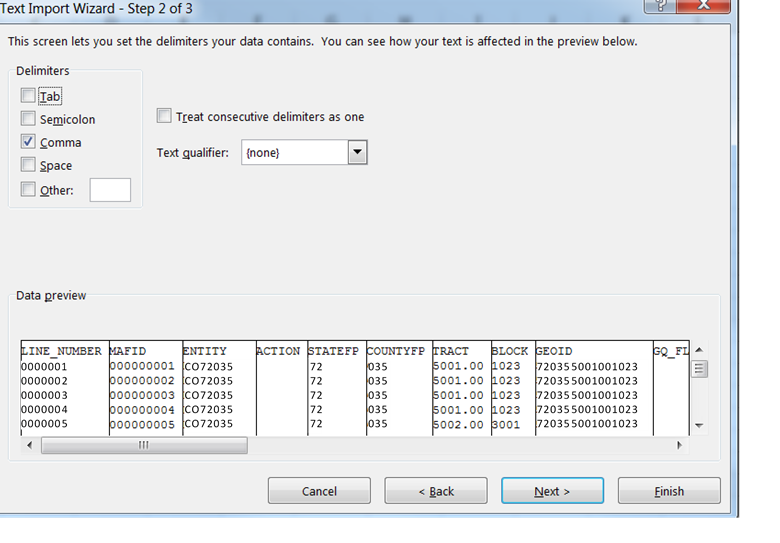 Text Import Wizard - Step 2 of 3
This screen lets you set the delimiters your data contains. You can see how your text is affected in the preview below.
Delimiters
Tab
Semicolon
Comma
Space
Other:
Treat consecutive delimiters as one
Text qualifier: {none}
Data preview
LINE_NUMBER MAFID ENTITY ACTION STATEFP COUNTYFP TRACT BLOCK GEOID GQ_FL
0000001 000000001 CO72035 72 035 5001.00 1023 720355001001023
0000002 000000002 CO72035 72 035 5001.00 1023 720355001001023
0000003 000000003 CO72035 72 035 5001.00 1023 720355001001023
0000004 000000004 CO72035 72 035 5001.00 1023 720355001001023
0000005 000000005 CO72035 72 035 5002.00 3001 720355001001023
Cancel < Back Next > Finish